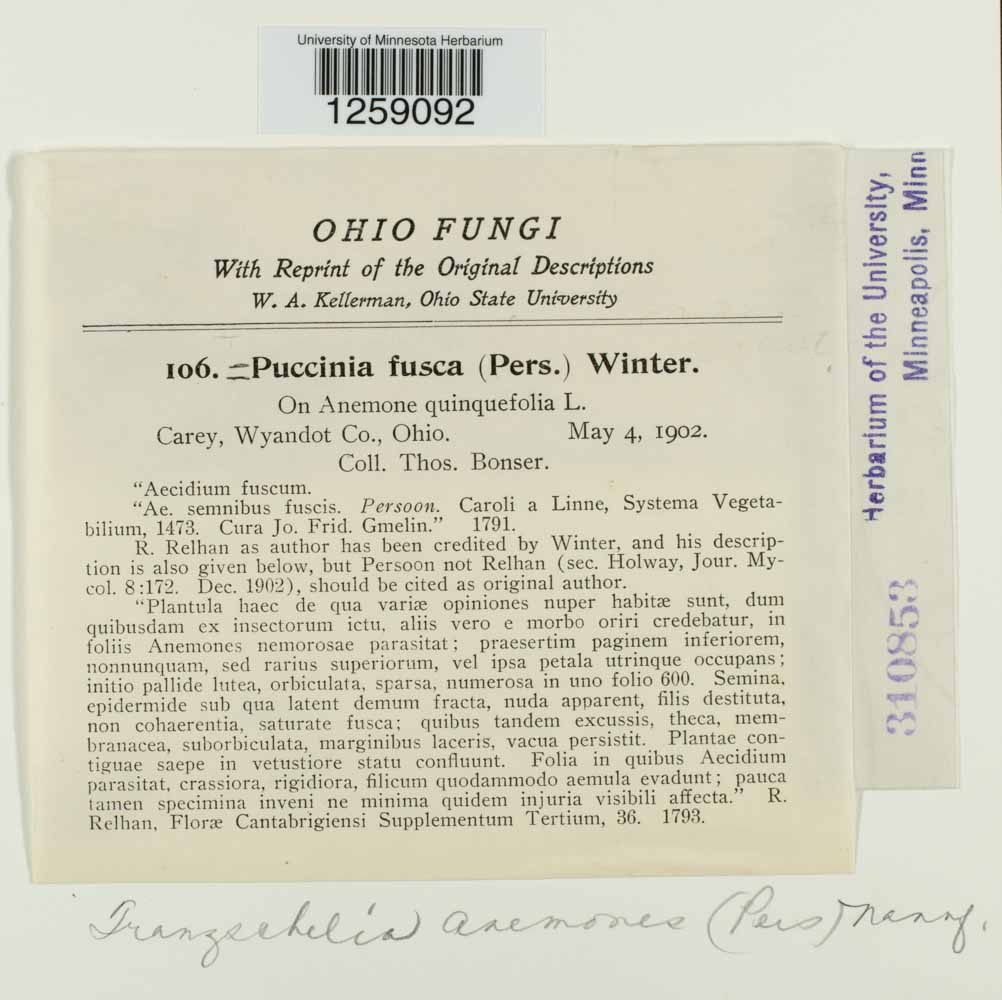 University of Minnesota Herbarium
1259092
OHIO FUNGI
With Reprint of the Original Descriptions
W. A. Kellerman, Ohio State University
106. =Puccinia fusca (Pers.) Winter.
On Anemone quinquefolia L.
Carey, Wyandot Co., Ohio. May 4, 1902.
Coll. Thos. Bonser.
“Aecidium fuscum.
“Ae. semnibus fuscis. Persoon. Caroli a Linne, Systema Vegeta-
bilium, 1473. Cura Jo. Frid. Gmelin.” 1791.
R. Relhan as author has been credited by Winter, and his descrip-
tion is also given below, but Persoon not Relhan (sec. Holway, Jour. My-
col. 8:172. Dec. 1902), should be cited as original author.
“Plantula haec de qua variæ opiniones nuper habitæ sunt, dum
quibusdam ex insectorum ictu, aliis vero e morbo oriri credebatur, in
foliis Anemones nemorosae parasitat; praesertim paginem inferiorem,
nonnunquam, sed rarius superiorum, vel ipsa petala utrinque occupans;
initio pallide lutea, orbiculata, sparsa, numerosa in uno folio 600. Semina,
epidermide sub qua latent demum fracta, nuda apparent, filis destituta,
non cohaerentia, saturate fusca; quibus tandem excussis, theca, mem-
branacea, suborbiculata, marginibus laceris, vacua persistit. Plantae con-
tiguae saepe in vetustiore statu confluunt. Folia in quibus Aecidium
parasitat, crassiora, rigidiora, filicum quodammodo aemula evadunt; pauca
tamen specimina inveni ne minima quidem injuria visibili affecta.” R.
Relhan, Floræ Cantabrigiensi Supplementum Tertium, 36. 1793.
Herbarium of the University,
Minneapolis, Minn
310853
Tranzschelia anemones (Pers) Nannf.